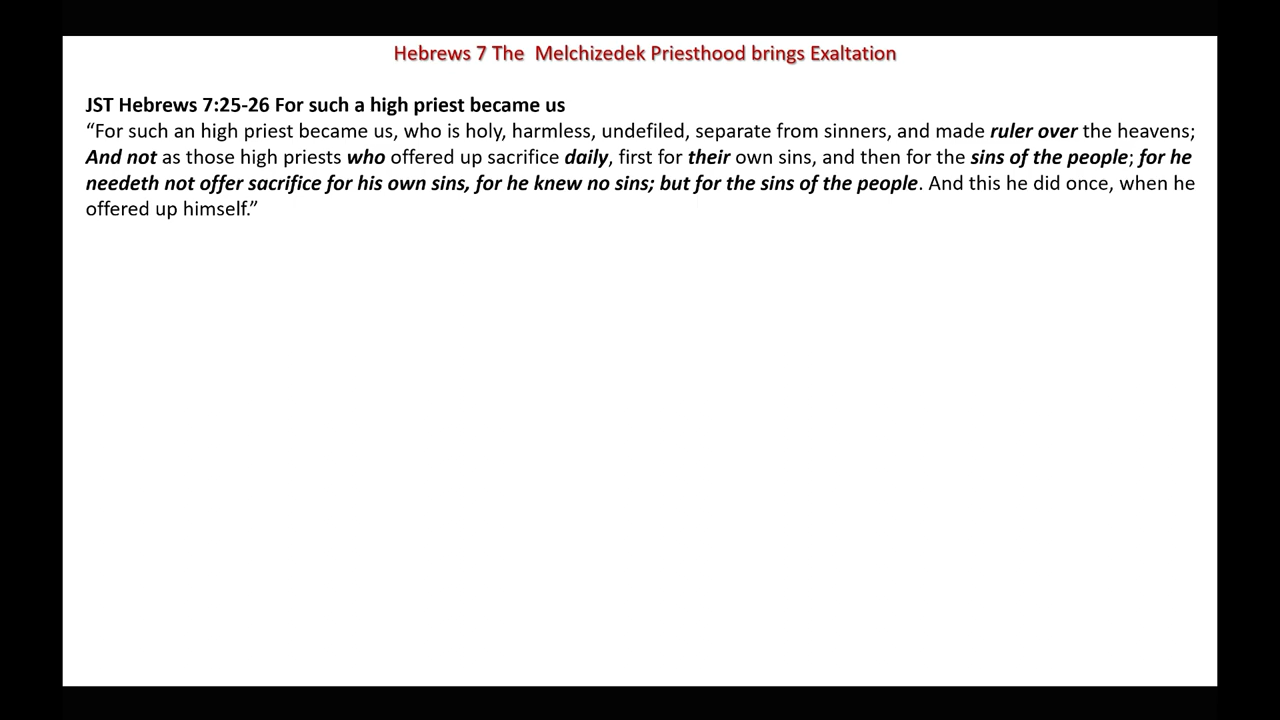 Hebrews 7 The  Melchizedek Priesthood brings Exaltation
JST Hebrews 7:25-26 For such a high priest became us
“For such an high priest became us, who is holy, harmless, undefiled, separate from sinners, and made ruler over the heavens;
And not as those high priests who offered up sacrifice daily, first for their own sins, and then for the sins of the people; for he
needeth not offer sacrifice for his own sins, for he knew no sins; but for the sins of the people. And this he did once, when he
offered up himself.”